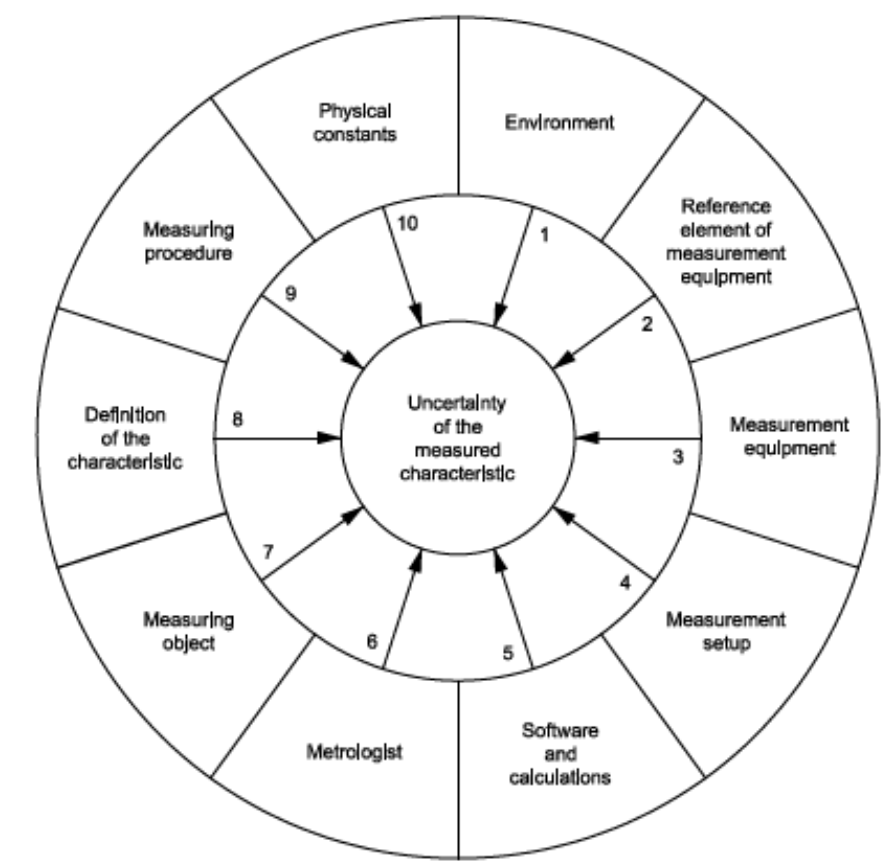 Physical
constants
Environment
Measuring
procedure
Reference
element of
measurement
equipment
10
1
9
2
Uncertainty
of the
measured
characteristic
Definition
of the
characteristic
8
Measurement
equipment
3
7
4
Measuring
object
6
5
Measurement
setup
Metrologist
Software
and
calculations